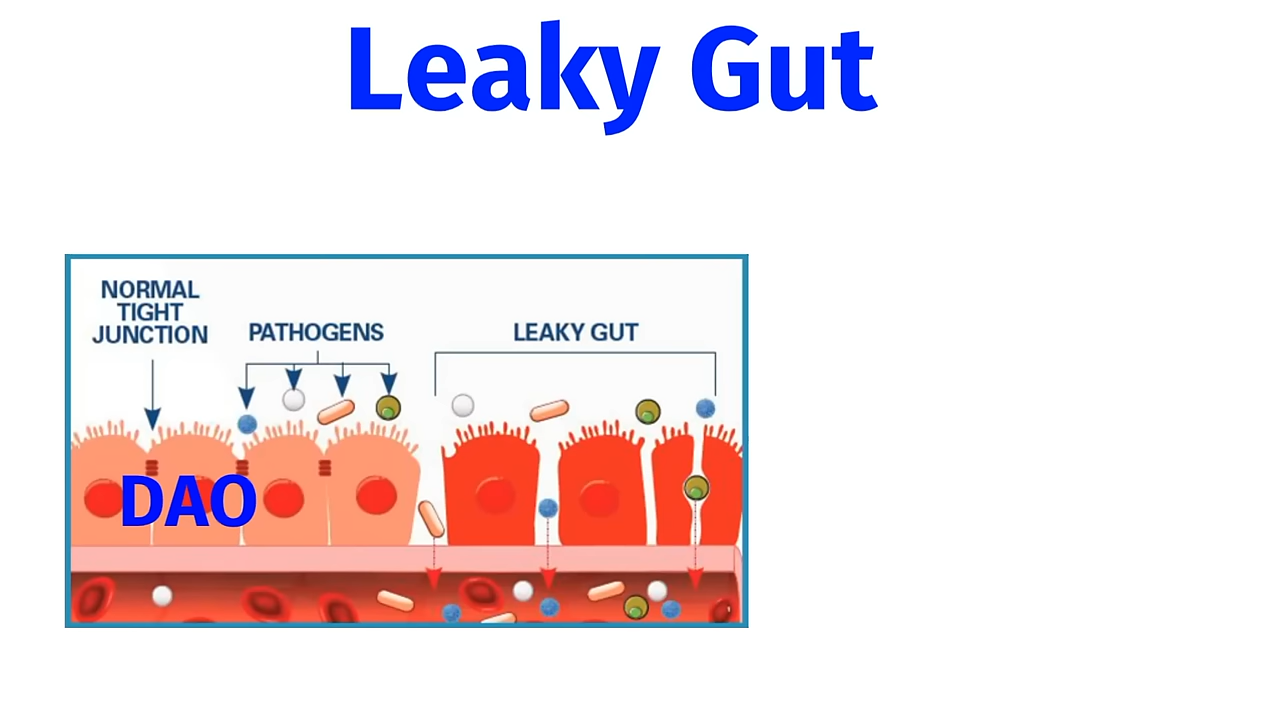 Leaky Gut
NORMAL
TIGHT
JUNCTION
PATHOGENS
LEAKY GUT
DAO